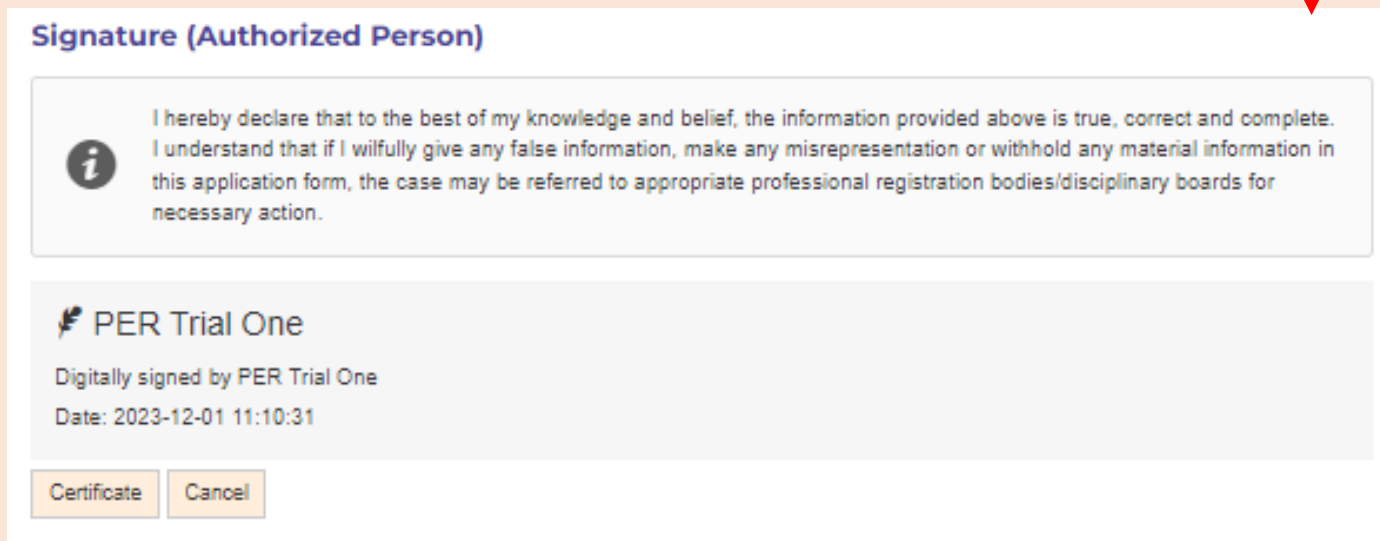 Signature (Authorized Person)
I hereby declare that to the best of my knowledge and belief, the information provided above is true, correct and complete.
I understand that if I wilfully give any false information, make any misrepresentation or withhold any material information in
this application form, the case may be referred to appropriate professional registration bodies/disciplinary boards for
necessary action.
PER Trial One
Digitally signed by PER Trial One
Date: 2023-12-01 11:10:31
Certificate Cancel